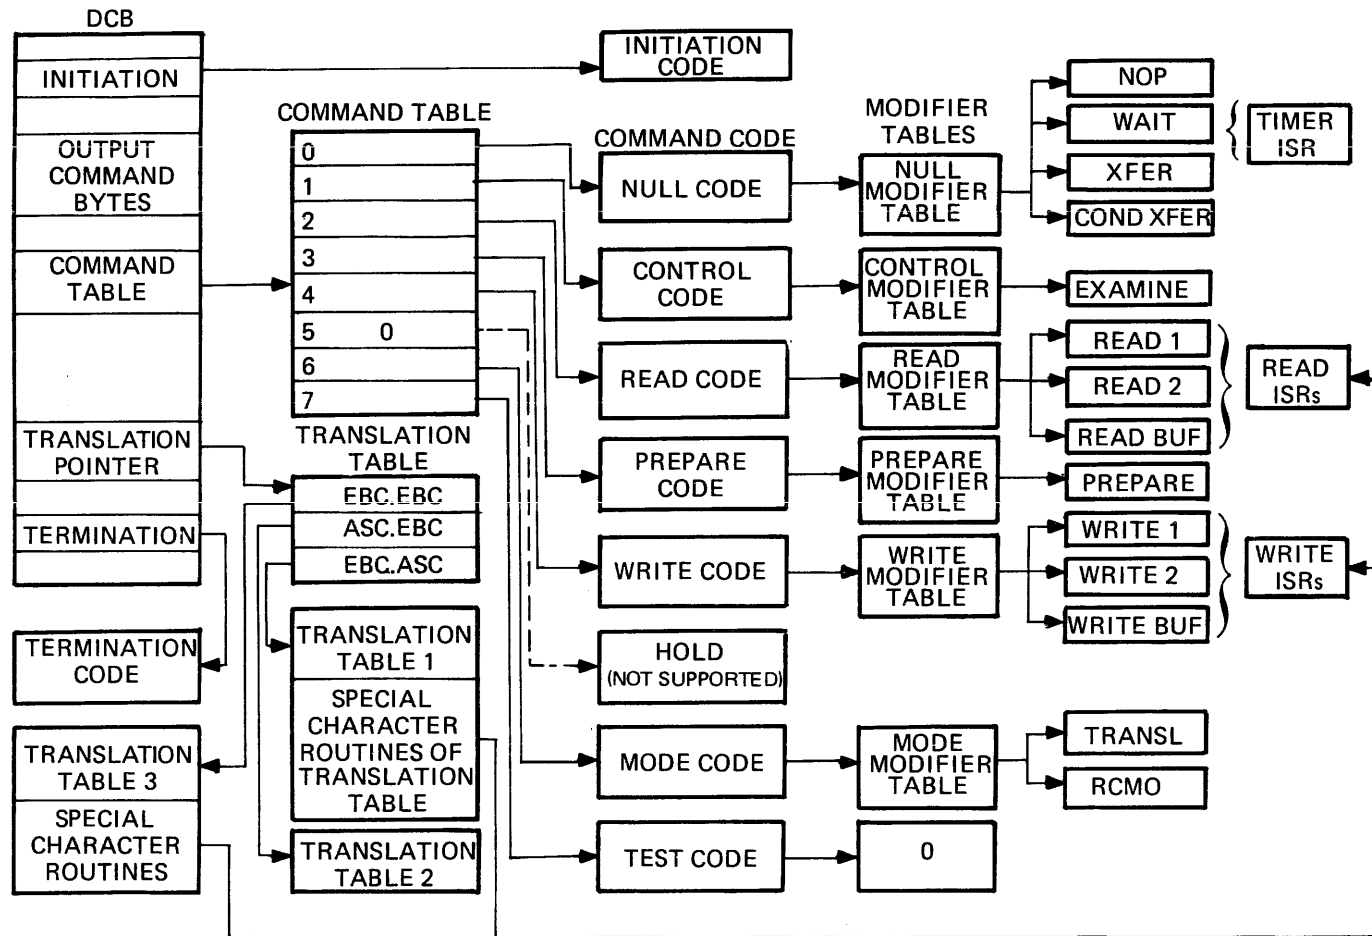 DCB
INITIATION
OUTPUT
COMMAND
BYTES
COMMAND
TABLE
TRANSLATION
POINTER
TERMINATION
TERMINATION
CODE
TRANSLATION
TABLE 3
SPECIAL
CHARACTER
ROUTINES
COMMAND TABLE
0
1
2
3
4
5 0
6
7
TRANSLATION
TABLE
EBC.EBC
ASC.EBC
EBC.ASC
TRANSLATION
TABLE 1
SPECIAL
CHARACTER
ROUTINES OF
TRANSLATION
TABLE
TRANSLATION
TABLE 2
INITIATION
CODE
COMMAND CODE
NULL CODE
CONTROL
CODE
READ CODE
PREPARE
CODE
WRITE CODE
HOLD
(NOT SUPPORTED)
MODE CODE
TEST CODE
MODIFIER
TABLES
NULL
MODIFIER
TABLE
CONTROL
MODIFIER
TABLE
READ
MODIFIER
TABLE
PREPARE
MODIFIER
TABLE
WRITE
MODIFIER
TABLE
MODE
MODIFIER
TABLE
0
NOP
WAIT
XFER
COND XFER
EXAMINE
READ 1
READ 2
READ BUF
PREPARE
WRITE 1
WRITE 2
WRITE BUF
TRANSL
RCMO
TIMER
ISR
READ
ISRs
WRITE
ISRs